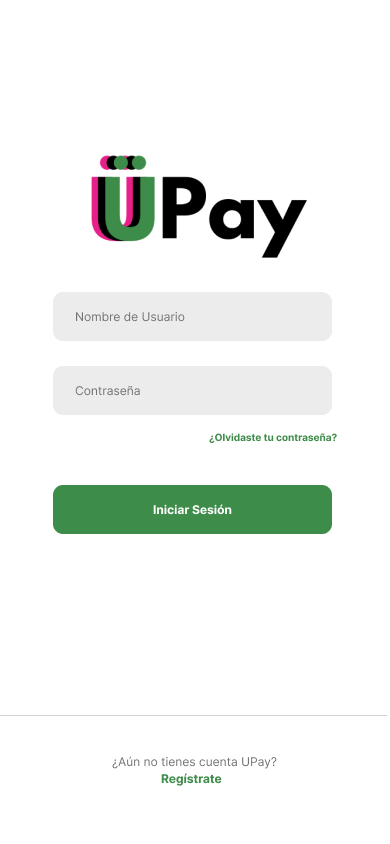 ÜPay
Nombre de Usuario
Contraseña
¿Olvidaste tu contraseña?
Iniciar Sesión
¿Aún no tienes cuenta UPay?
Regístrate